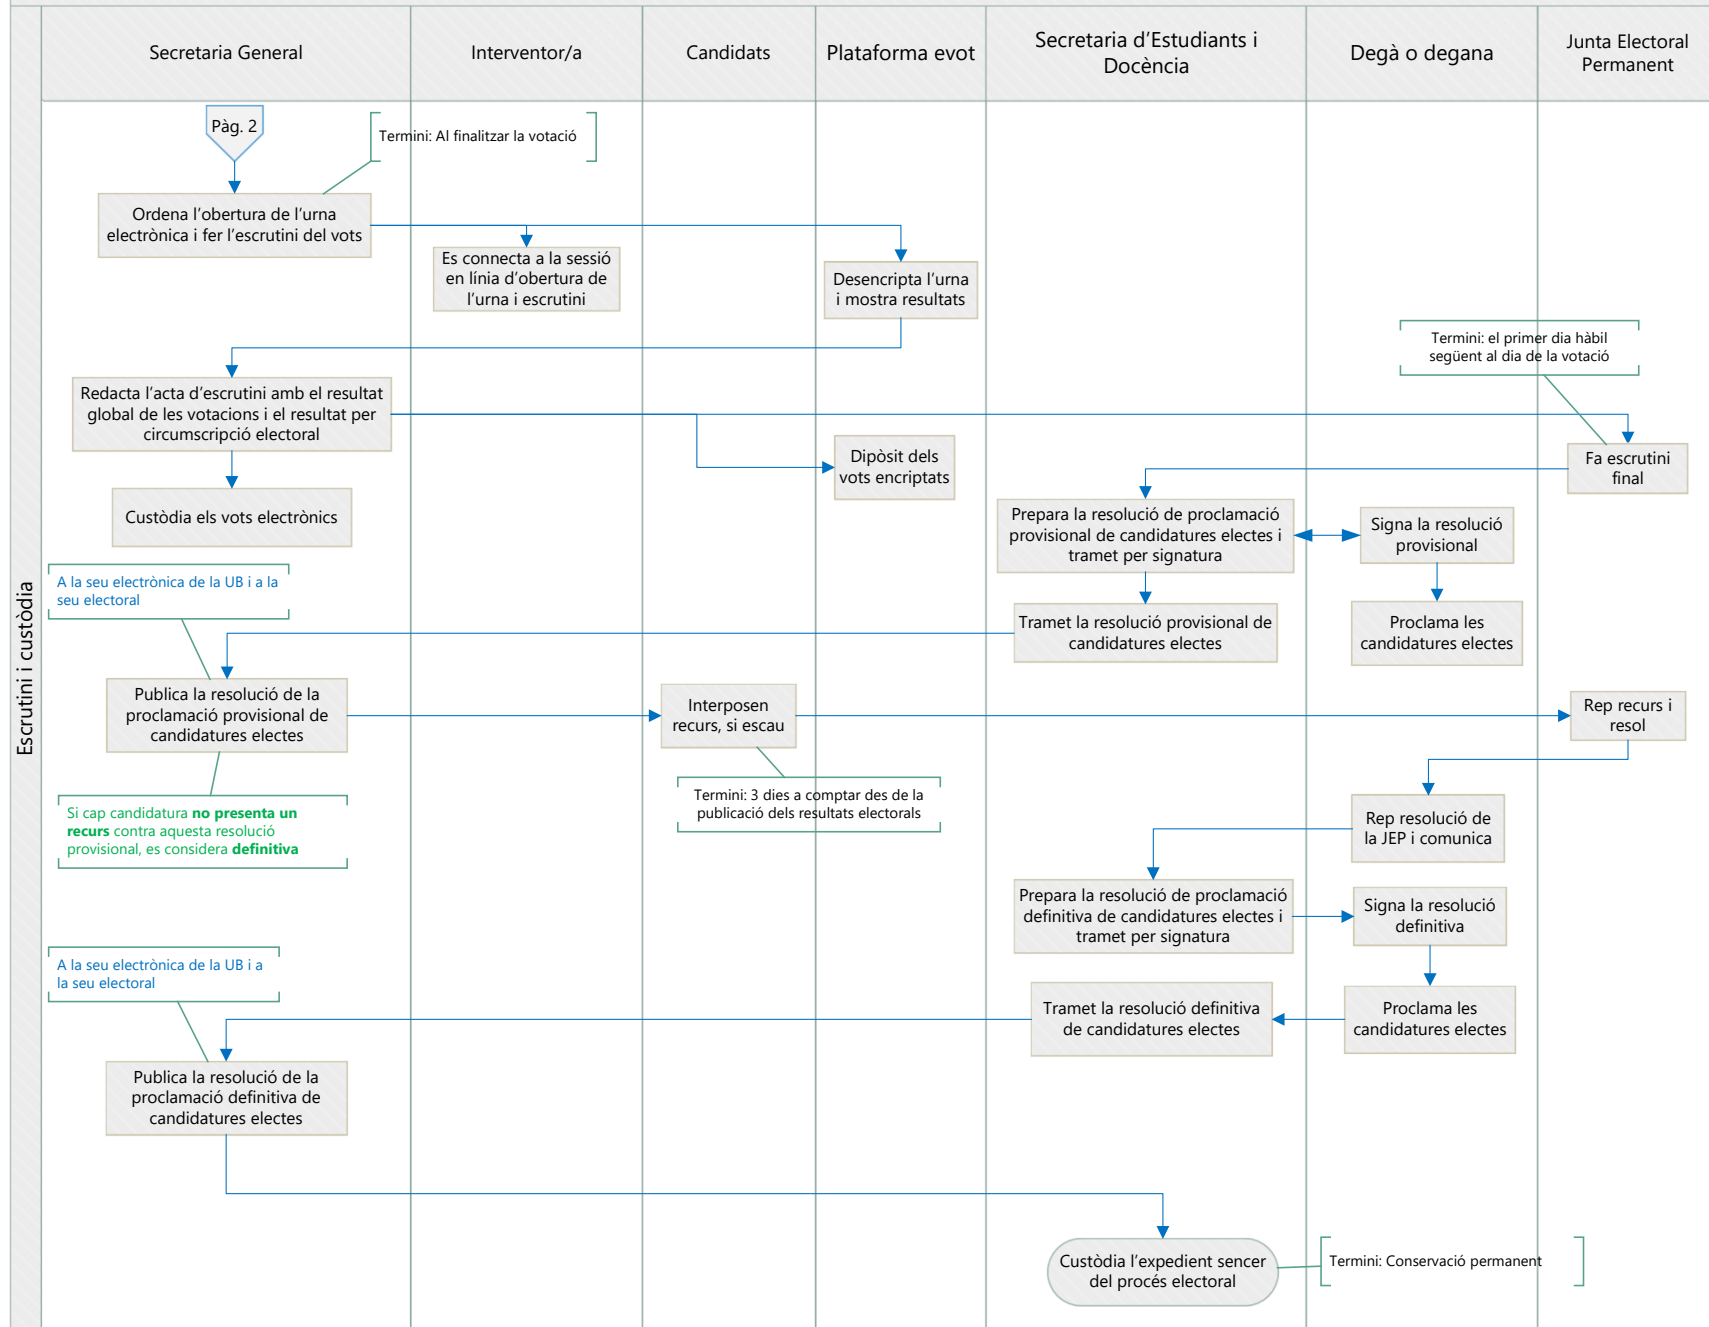 Secretaria General
Interventor/a
Candidats
Plataforma evot
Secretaria d'Estudiants i
Docència
Degà o degana
Junta Electoral
Permanent
Escrutini i custòdia
Pàg. 2
Termini: Al finalitzar la votació
Ordena l'obertura de l'urna
electrònica i fer l'escrutini del vots
Es connecta a la sessió
en línia d'obertura de
l'urna i escrutini
Desencripta l'urna
i mostra resultats
Termini: el primer dia hàbil
següent al dia de la votació
Redacta l'acta d'escrutini amb el resultat
global de les votacions i el resultat per
circumscripció electoral
Dipòsit dels
vots encriptats
Fa escrutini
final
Custòdia els vots electrònics
Prepara la resolució de proclamació
provisional de candidatures electes i
tramet per signatura
Signa la resolució
provisional
A la seu electrònica de la UB i a la
seu electoral
Tramet la resolució provisional de
candidatures electes
Proclama les
candidatures electes
Publica la resolució de la
proclamació provisional de
candidatures electes
Interposen
recurs, si escau
Rep recurs i
resol
Termini: 3 dies a comptar des de la
publicació dels resultats electorals
Si cap candidatura no presenta un
recurs contra aquesta resolució
provisional, es considera definitiva
Rep resolució de
la JEP i comunica
Prepara la resolució de proclamació
definitiva de candidatures electes i
tramet per signatura
Signa la resolució
definitiva
A la seu electrònica de la UB i a
la seu electoral
Tramet la resolució definitiva
de candidatures electes
Proclama les
candidatures electes
Publica la resolució de la
proclamació definitiva de
candidatures electes
Custòdia l'expedient sencer
del procés electoral
Termini: Conservació permanent